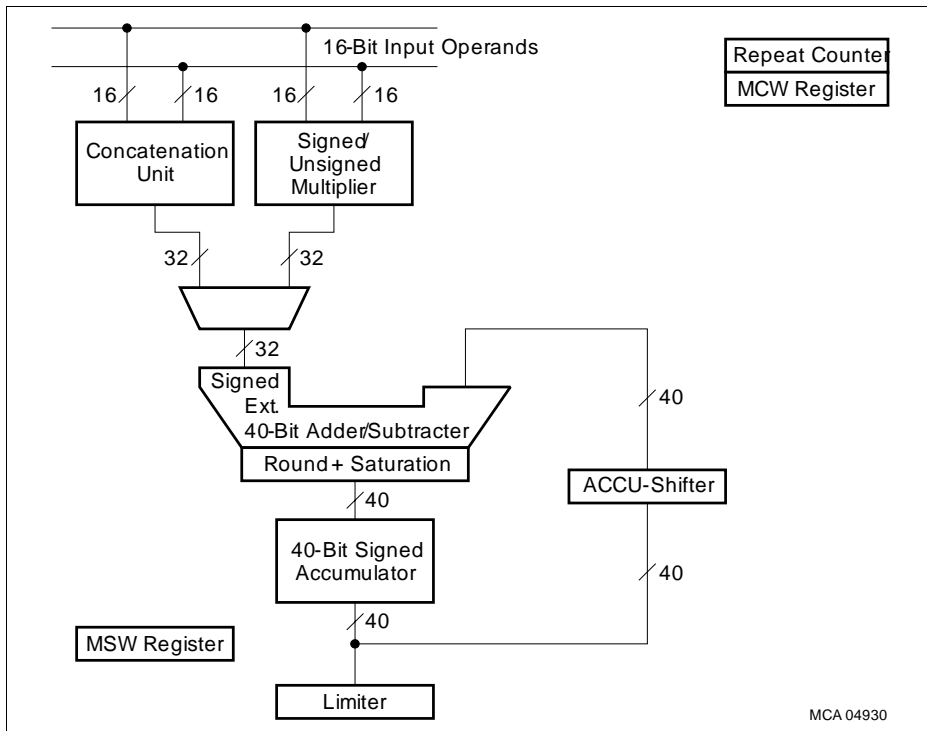 16-Bit Input Operands
Repeat Counter
MCW Register
16
16
16
16
Concatenation
Unit
Signed/
Unsigned
Multiplier
32
32
32
Signed
Ext.
40-Bit Adder/Subtracter
Round + Saturation
40
ACCU-Shifter
40
40-Bit Signed
Accumulator
40
40
MSW Register
Limiter
MCA 04930